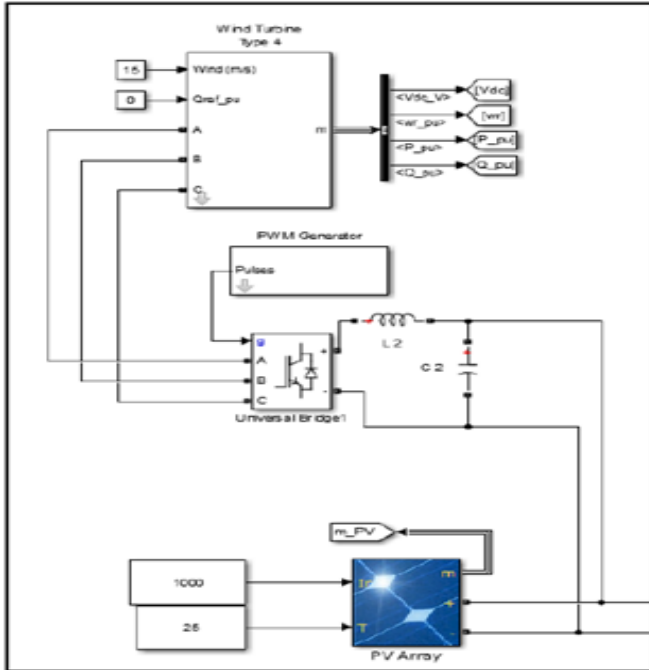 Wind Turbine
Type 4
15
Wind (m/s)
0
Qref_pu
A
B
C
m
<Vdc_V>
<wr_pu>
<P_pu>
<Q_pu>
[Vdc]
[wr]
[P_pu]
Q_pu]
PWM Generator
Pulses
g
A
B
C
+
-
Universal Bridge1
L 2
C 2
m_PV
1000
25
Ir
T
m
+
-
PV Array